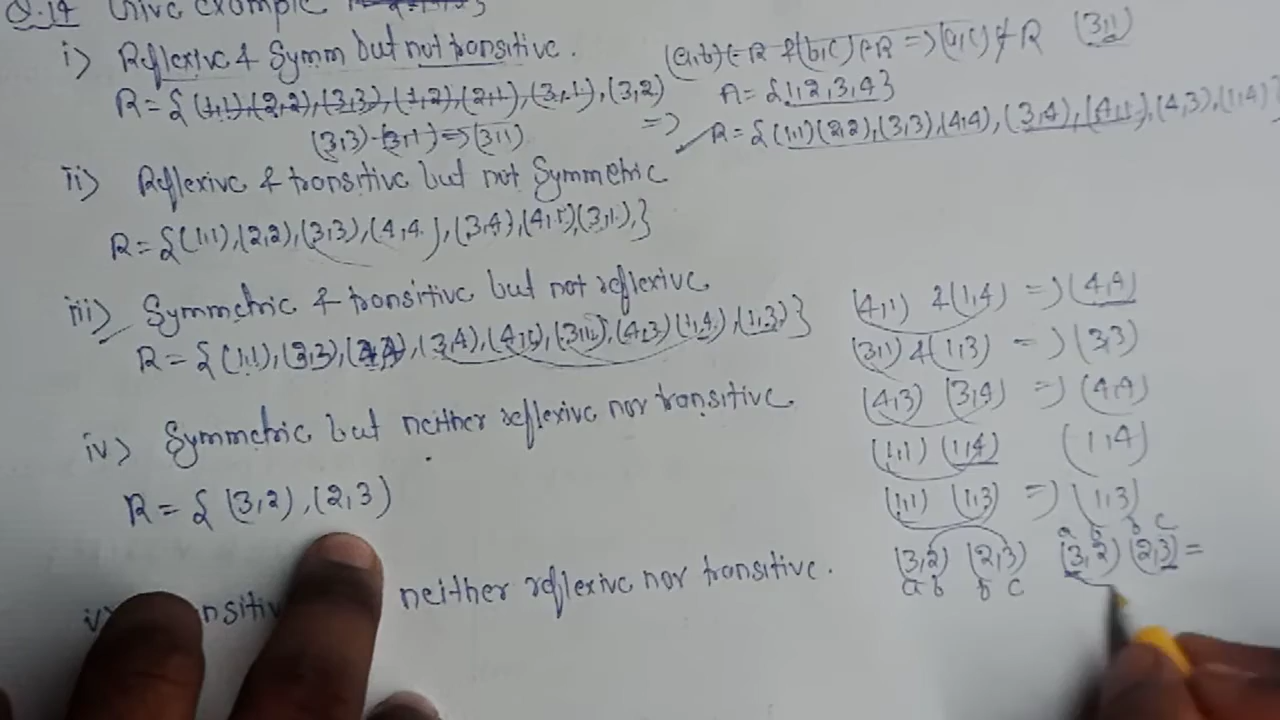 Q.14 Give example
i) Reflexive & Symm but not transitive.
(a,b) ∈ R & (b,c) ∈ R => (a,c) ∉ R (3,1)
R = { (1,1), (2,2), (3,3), (1,2), (2,1), (3,1), (3,2)
A = {1,2,3,4}
(3,3) - (3,1) => (3,1)
=> R = {(1,1) (2,2), (3,3), (4,4), (3,4), (4,1), (4,3), (1,4)}
ii) Reflexive & transitive but not Symmetric
R = {(1,1), (2,2), (3,3), (4,4), (3,4), (4,1), (3,1), }
iii) Symmetric & transitive but not reflexive
R = { (1,1), (3,3), (4,4), (3,4), (4,1), (3,1), (4,3), (1,4), (1,3) }
(4,1) & (1,4) => (4,4)
(3,1) & (1,3) => (3,3)
(4,3) (3,4) => (4,4)
(1,1) (1,4) (1,4)
(1,1) (1,3) => (1,3)
iv) Symmetric but neither reflexive nor transitive
R = { (3,2), (2,3)
(3,2) (2,3) (3,2) (2,3) =
a b b c a b b c
neither reflexive nor transitive.